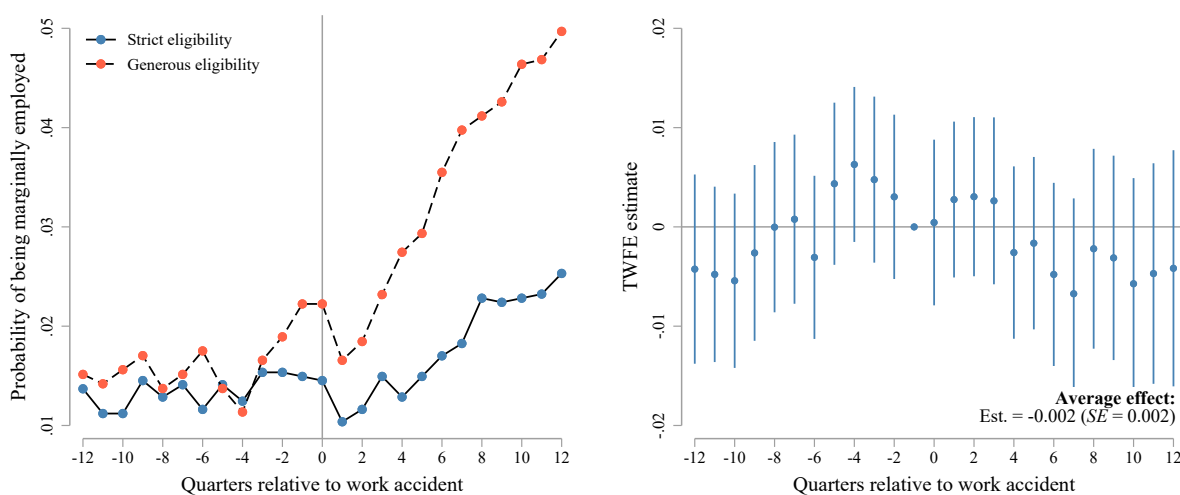 Probability of being marginally employed
.05
.04
.03
.02
.01
Strict eligibility
Generous eligibility
-12 -10 -8 -6 -4 -2 0 2 4 6 8 10 12
Quarters relative to work accident
TWFE estimate
.02
.01
0
-.01
-.02
Average effect:
Est. = -0.002 (SE = 0.002)
-12 -10 -8 -6 -4 -2 0 2 4 6 8 10 12
Quarters relative to work accident